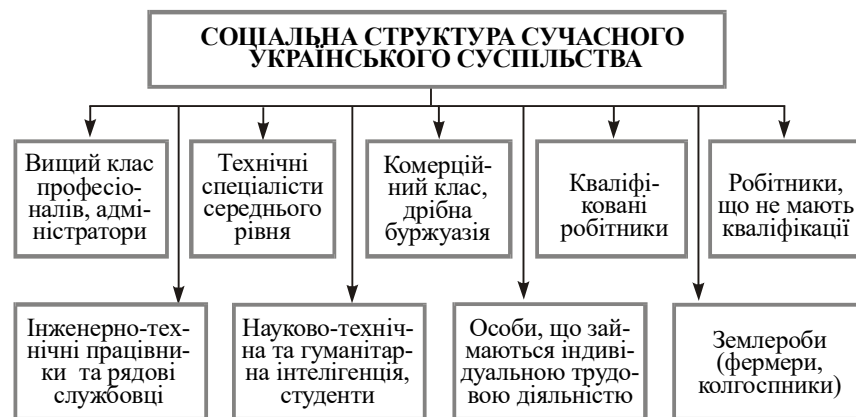 СОЦІАЛЬНА СТРУКТУРА СУЧАСНОГО
УКРАЇНСЬКОГО СУСПІЛЬСТВА
Вищий клас
професіо-
налів, адмі-
ністратори
Технічні
спеціалісти
середнього
рівня
Комерцій-
ний клас,
дрібна
буржуазія
Кваліфі-
ковані
робітники
Робітники,
що не мають
кваліфікації
Інженерно-тех-
нічні працівни-
ки та рядові
службовці
Науково-техніч-
на та гуманітар-
на інтелігенція,
студенти
Особи, що зай-
маються індиві-
дуальною трудо-
вою діяльністю
Землероби
(фермери,
колгоспники)